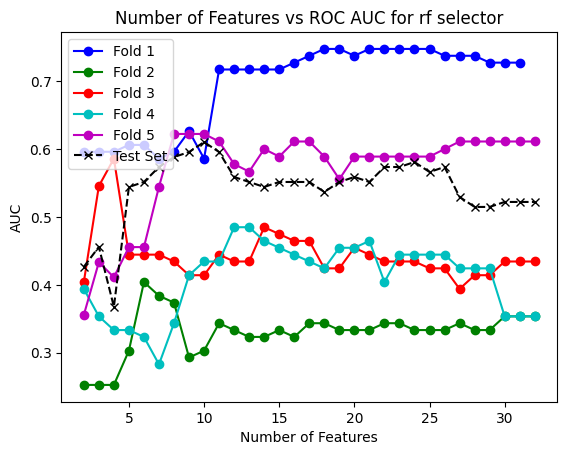 Number of Features vs ROC AUC for rf selector
Fold 1
Fold 2
Fold 3
Fold 4
Fold 5
Test Set
0.7
0.6
0.5
0.4
0.3
AUC
5 10 15 20 25 30
Number of Features